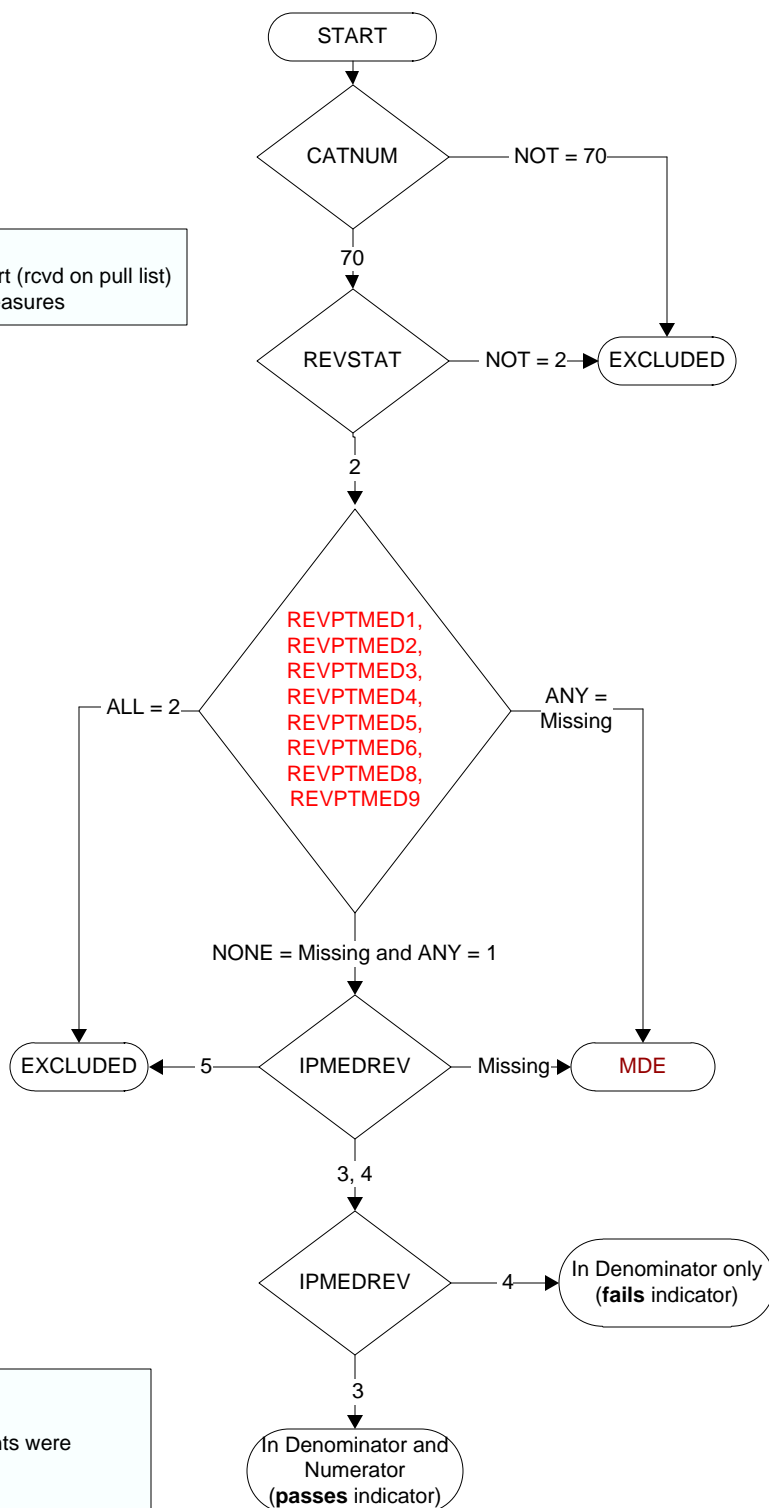 START
CATNUM
NOT = 70
70
rt (rcvd on pull list)
easures
REVSTAT
NOT = 2
EXCLUDED
2
REVPTMED1,
REVPTMED2,
REVPTMED3,
REVPTMED4,
REVPTMED5,
REVPTMED6,
REVPTMED8,
REVPTMED9
ALL = 2
ANY =
Missing
NONE = Missing and ANY = 1
EXCLUDED
5
IPMEDREV
Missing
MDE
3, 4
IPMEDREV
4
In Denominator only
(fails indicator)
3
nts were
In Denominator and
Numerator
(passes indicator)